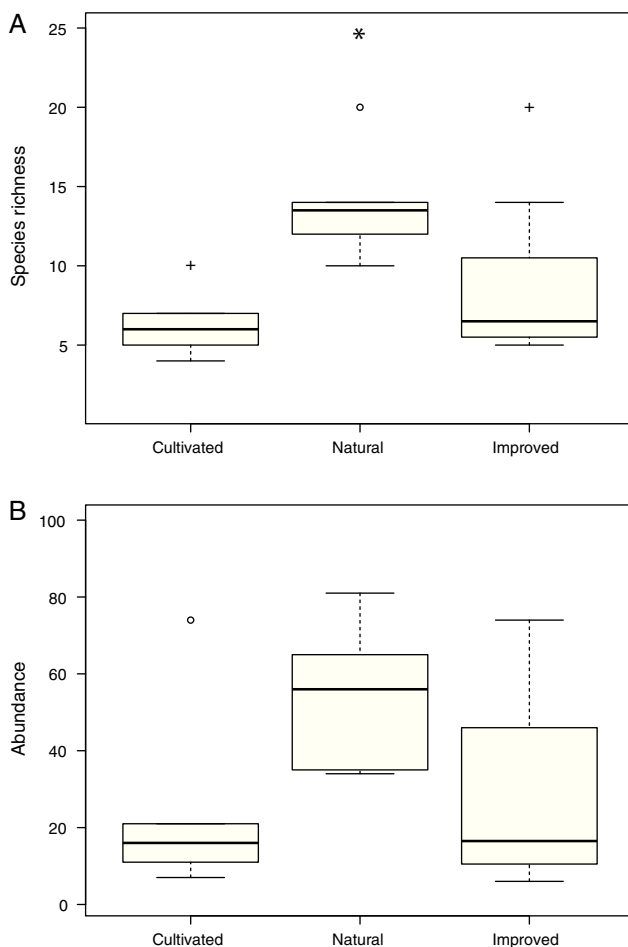 A
Species richness
25
20
15
10
5
*
+
+
Cultivated Natural Improved
B
Abundance
100
80
60
40
20
0
Cultivated Natural Improved